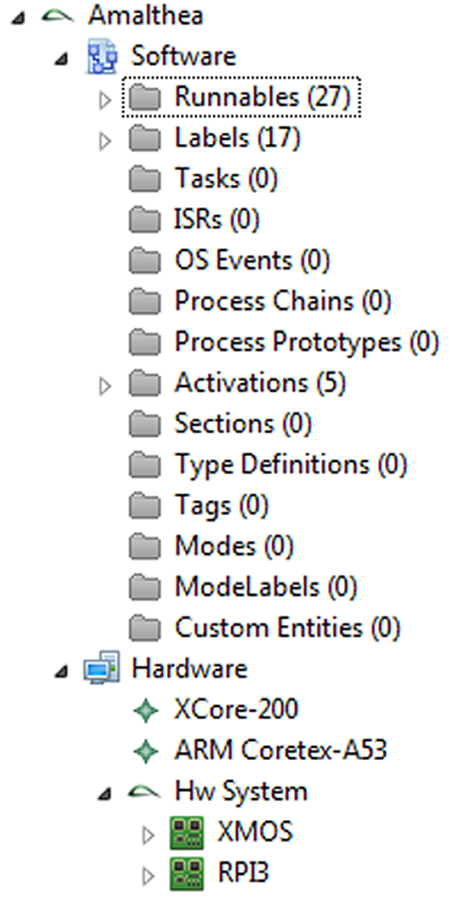 Amalthea
Software
Runnables (27)
Labels (17)
Tasks (0)
ISRs (0)
OS Events (0)
Process Chains (0)
Process Prototypes (0)
Activations (5)
Sections (0)
Type Definitions (0)
Tags (0)
Modes (0)
ModeLabels (0)
Custom Entities (0)
Hardware
XCore-200
ARM Coretex-A53
Hw System
XMOS
RPI3